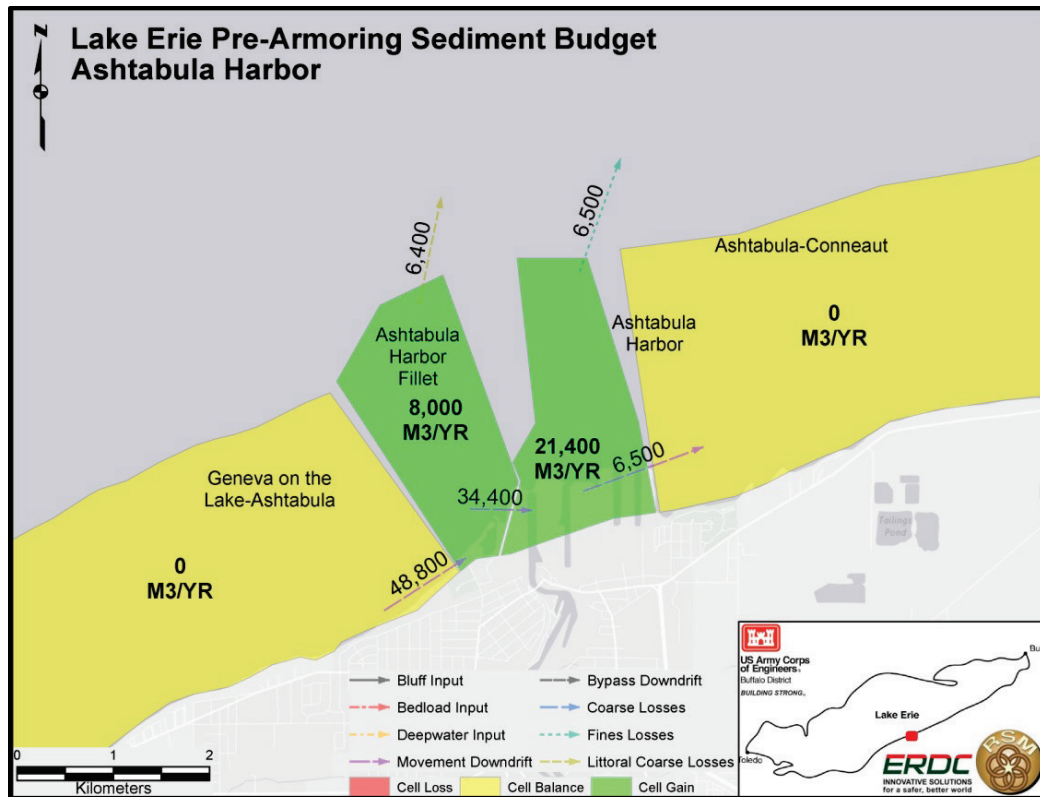 N
Lake Erie Pre-Armoring Sediment Budget
Ashtabula Harbor
6,400
6,500
Ashtabula-Conneaut
0
M3/YR
Ashtabula
Harbor
Ashtabula
Harbor
Fillet
8,000
M3/YR
21,400
M3/YR
6,500
34,400
Geneva on the
Lake-Ashtabula
0
M3/YR
48,800
Tailings
Pond
Bluff Input
Bedload Input
Deepwater Input
Movement Downdrift
Bypass Downdrift
Coarse Losses
Fines Losses
Littoral Coarse Losses
Cell Loss
Cell Balance
Cell Gain
0 1 2
Kilometers
US Army Corps
of Engineers®
Buffalo District
BUILDING STRONG®
Bu
Lake Erie
Toledo
ERDC
INNOVATIVE SOLUTIONS
for a safer, better world
RSM